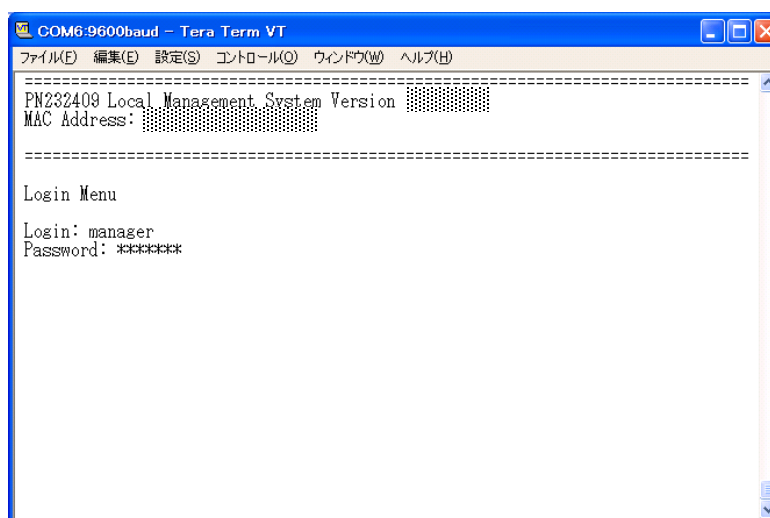 COM6:9600baud - Tera Term VT
ファイル(F) 編集(E) 設定(S) コントロール(O) ウィンドウ(W) ヘルプ(H)
==============================================================================
PN232409 Local Management System Version
MAC Address:
==============================================================================
Login Menu
Login: manager
Password: *******